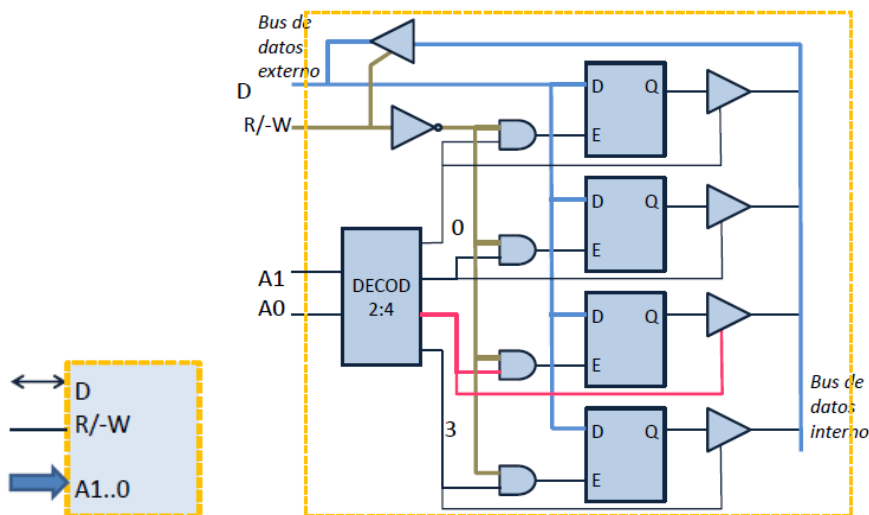 Bus de
datos
externo
D
R/-W
D
Q
E
0
D
Q
E
A1
A0
DECOD
2:4
D
Q
E
3
D
Q
E
Bus de
datos
interno
D
R/-W
A1..0